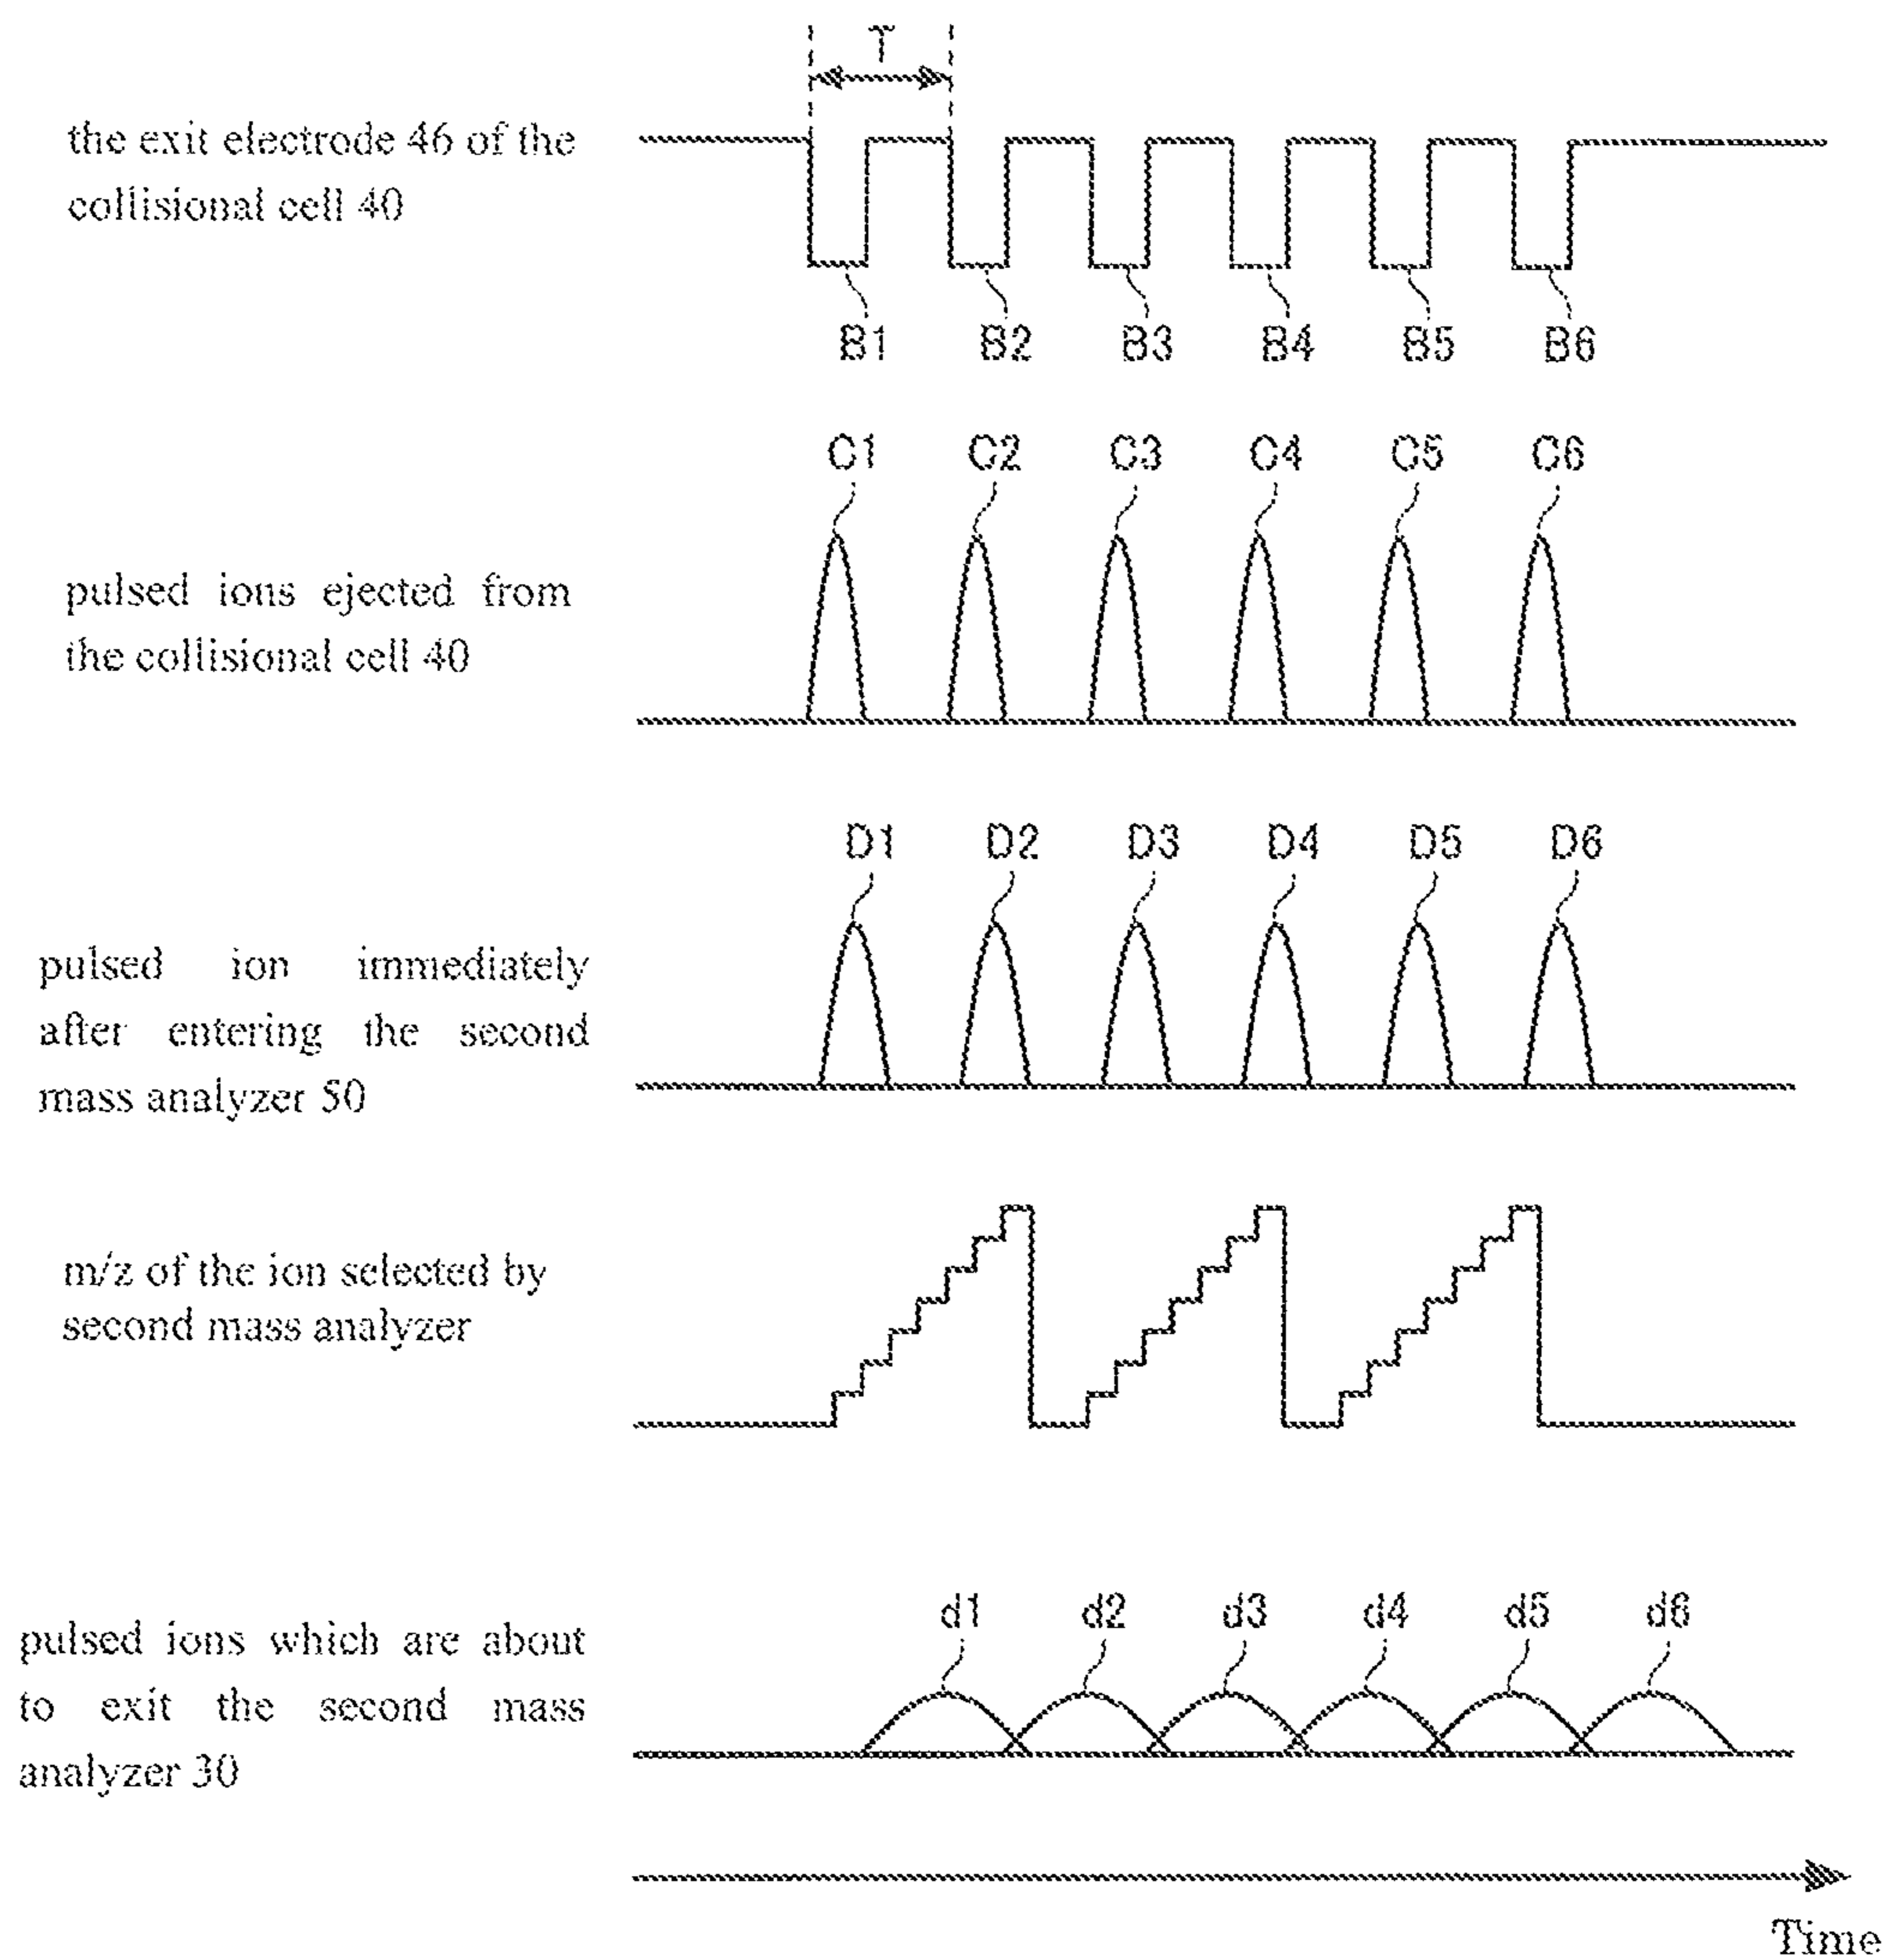 T
the exit electrode 46 of the
collisional cell 40
B1 B2 B3 B4 B5 B6
C1 C2 C3 C4 C5 C6
pulsed ions ejected from
the collisional cell 40
D1 D2 D3 D4 D5 D6
pulsed ion immediately
after entering the second
mass analyzer 50
m/z of the ion selected by
second mass analyzer
d1 d2 d3 d4 d5 d6
pulsed ions which are about
to exit the second mass
analyzer 30
Time